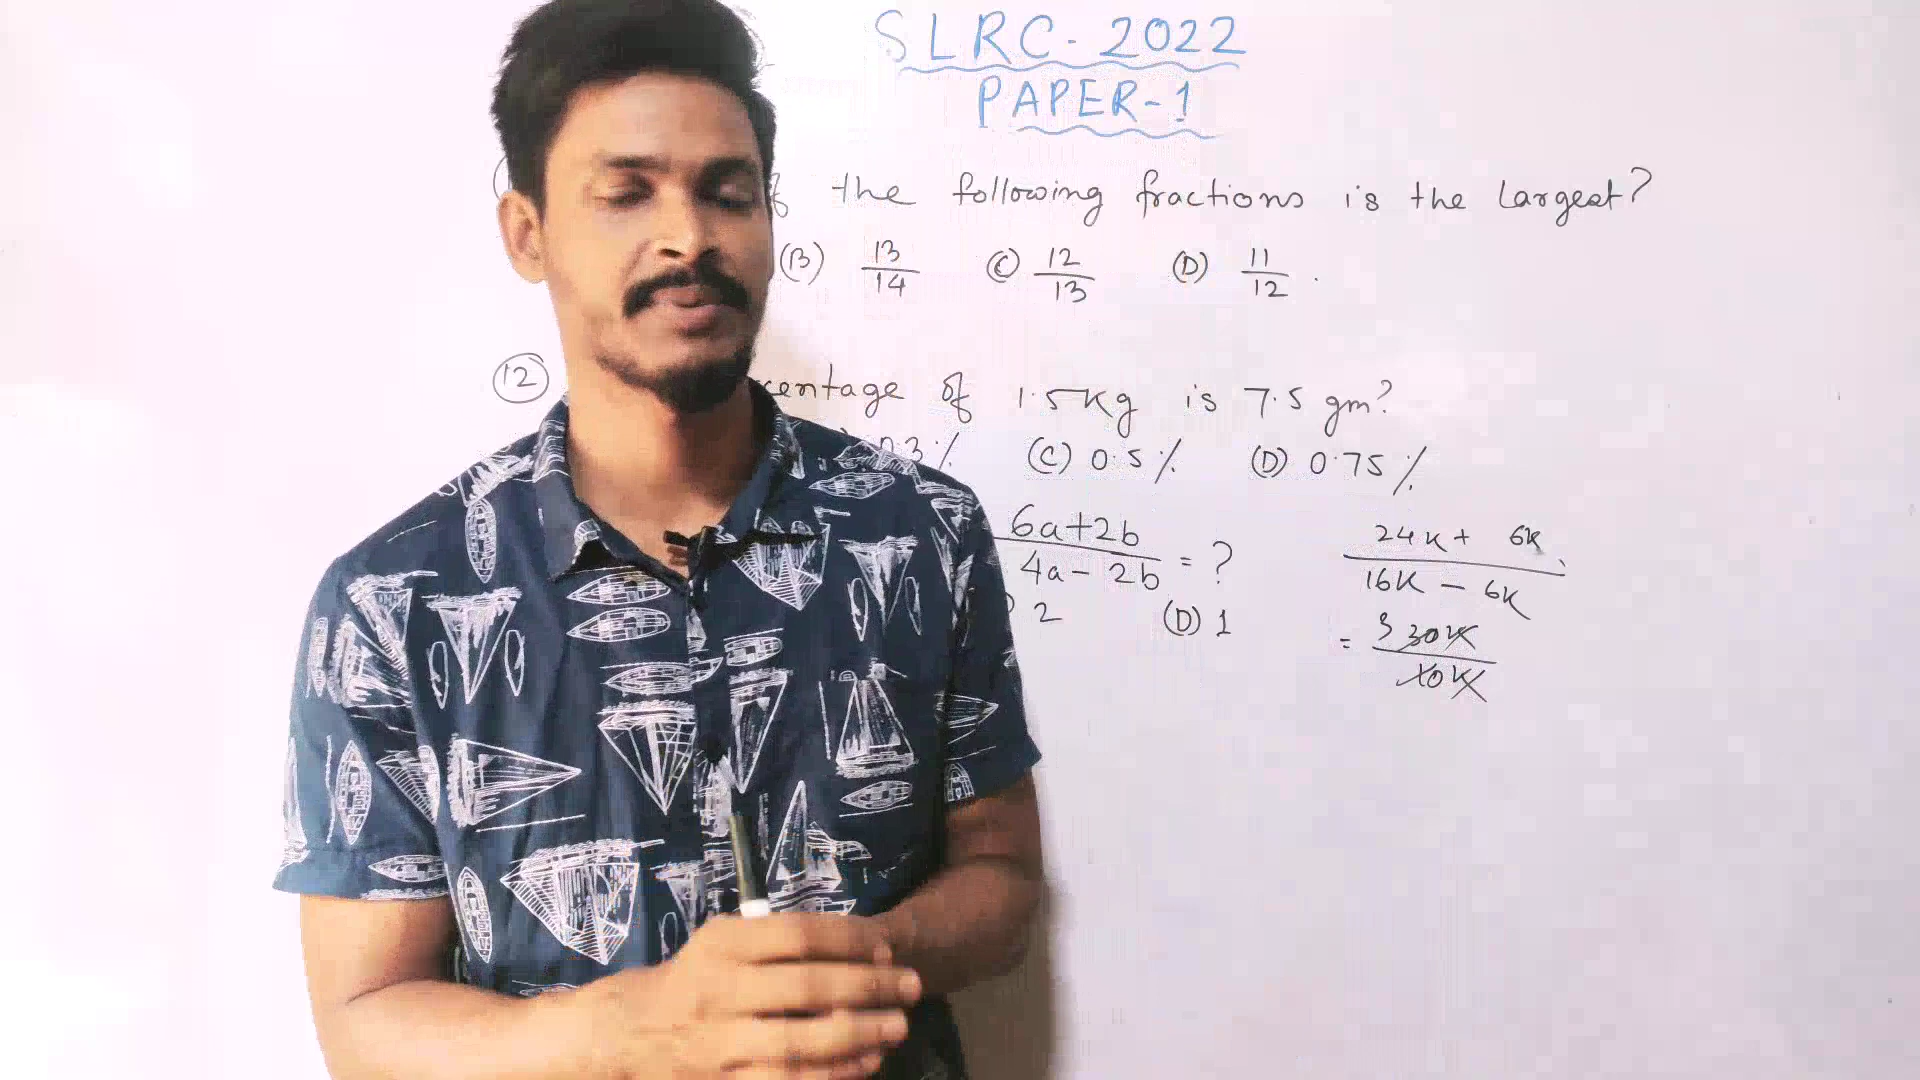 SLRC-2022
PAPER-1
the following fractions is the largest?
(B) 13/14 (C) 12/13 (D) 11/12.
(12) of 1.5Kg is 7.5 gm?
(C) 0.5% (D) 0.75%
6a+2b/4a-2b = ? 24K+ 6K/16K-6K
2 (D) 1 = 3 30K/10K